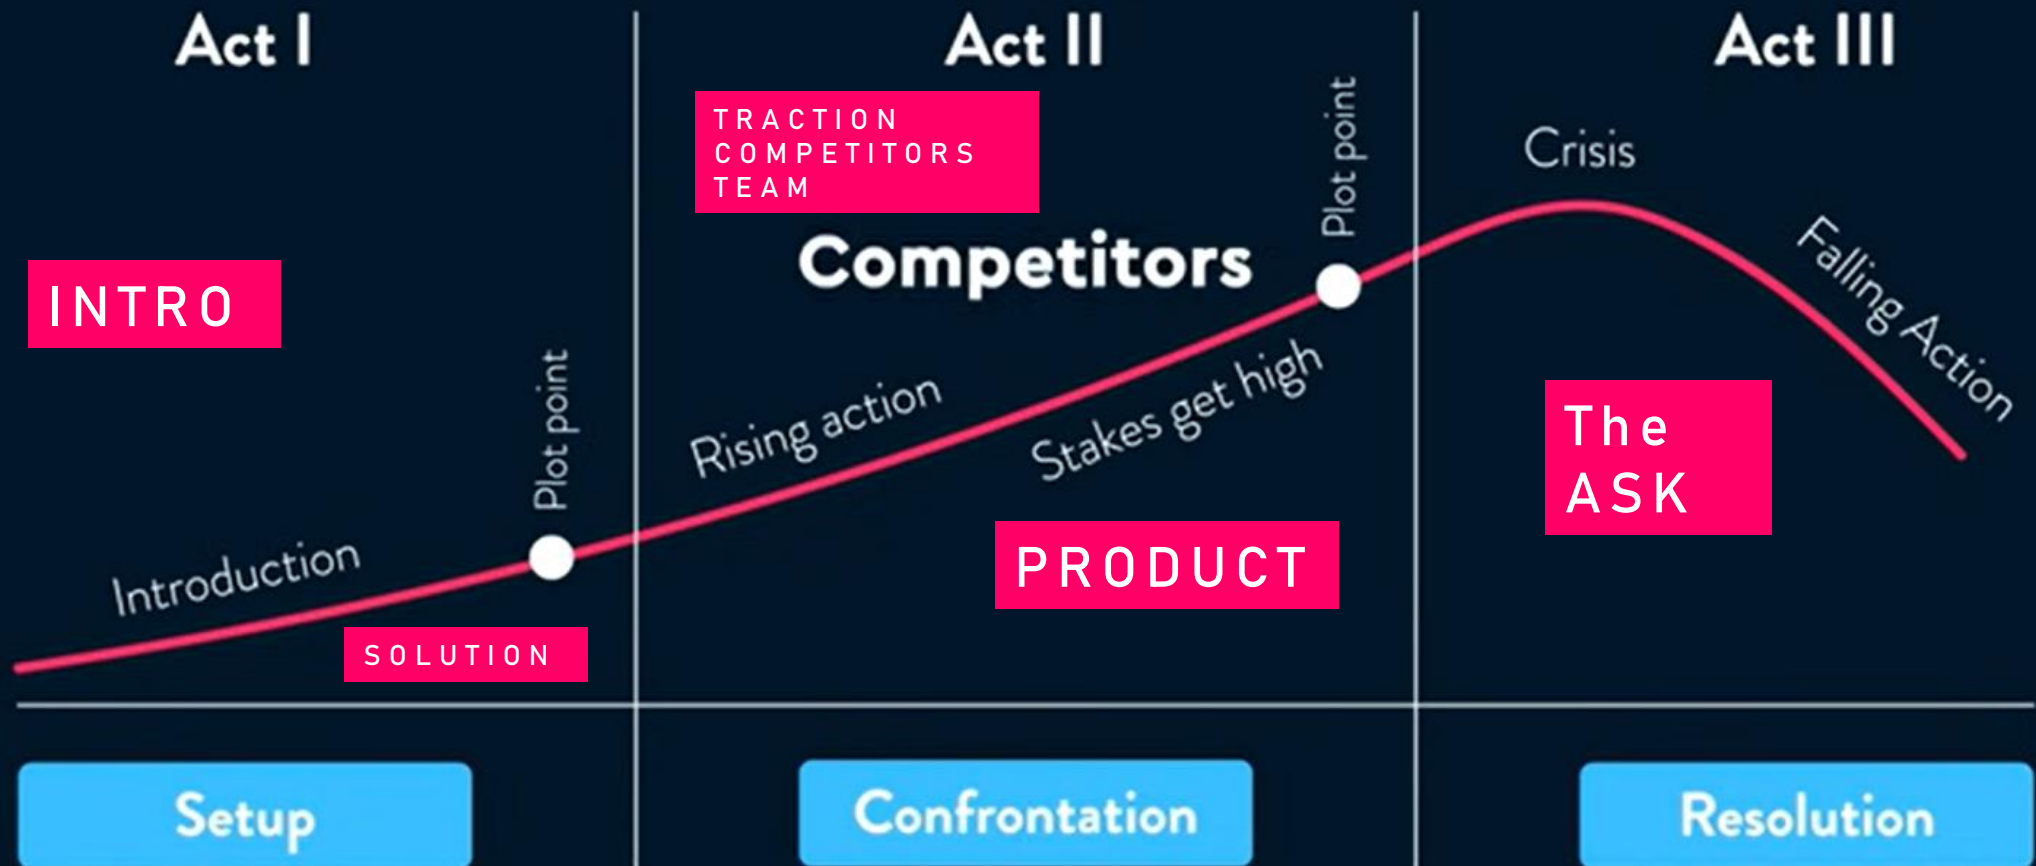 Act I
Act II
Act III
TRACTION
COMPETITORS
TEAM
Plot point
Crisis
Competitors
Falling Action
INTRO
Plot point
Rising action
Stakes get high
The
ASK
Introduction
PRODUCT
SOLUTION
Setup
Confrontation
Resolution